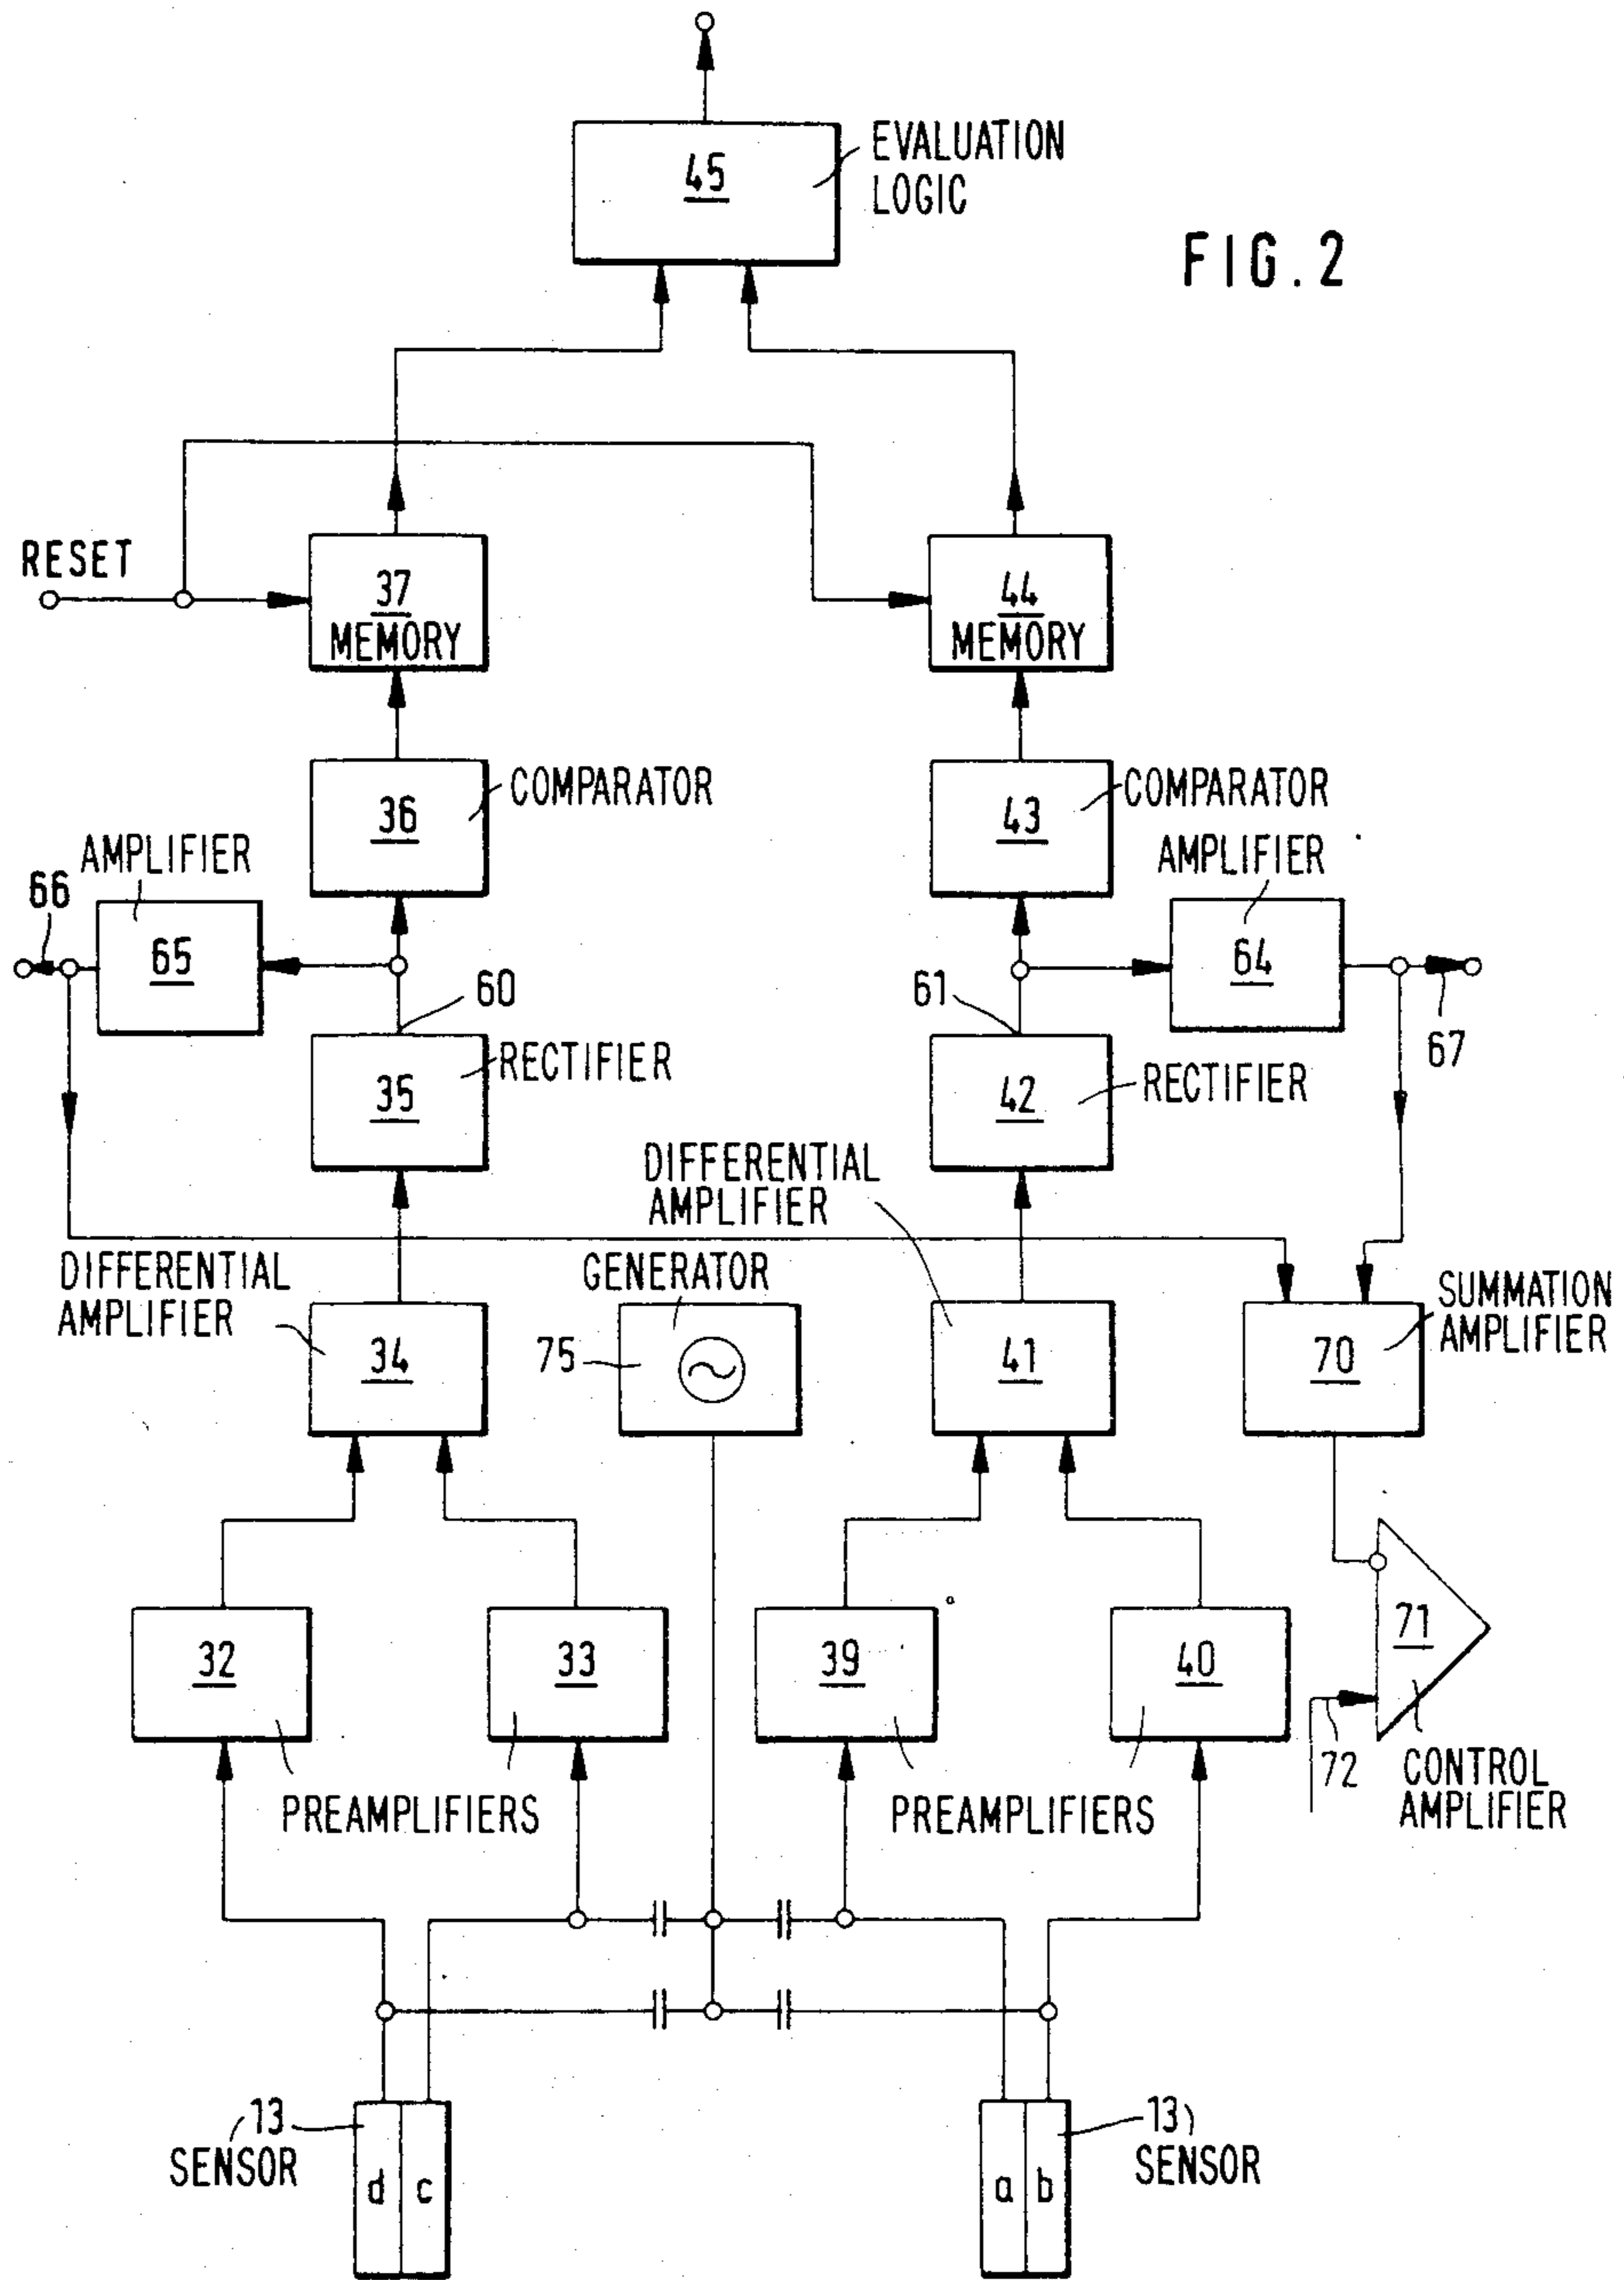 EVALUATION
LOGIC
45
FIG. 2
RESET
37
MEMORY
44
MEMORY
COMPARATOR
36
COMPARATOR
43
AMPLIFIER
AMPLIFIER
66
65
64
60
61
67
RECTIFIER
35
RECTIFIER
42
DIFFERENTIAL
AMPLIFIER
DIFFERENTIAL
AMPLIFIER
GENERATOR
SUMMATION
AMPLIFIER
34
75
41
70
32
33
39
40
71
72
CONTROL
AMPLIFIER
PREAMPLIFIERS
PREAMPLIFIERS
13
SENSOR
13
SENSOR
d c
a b